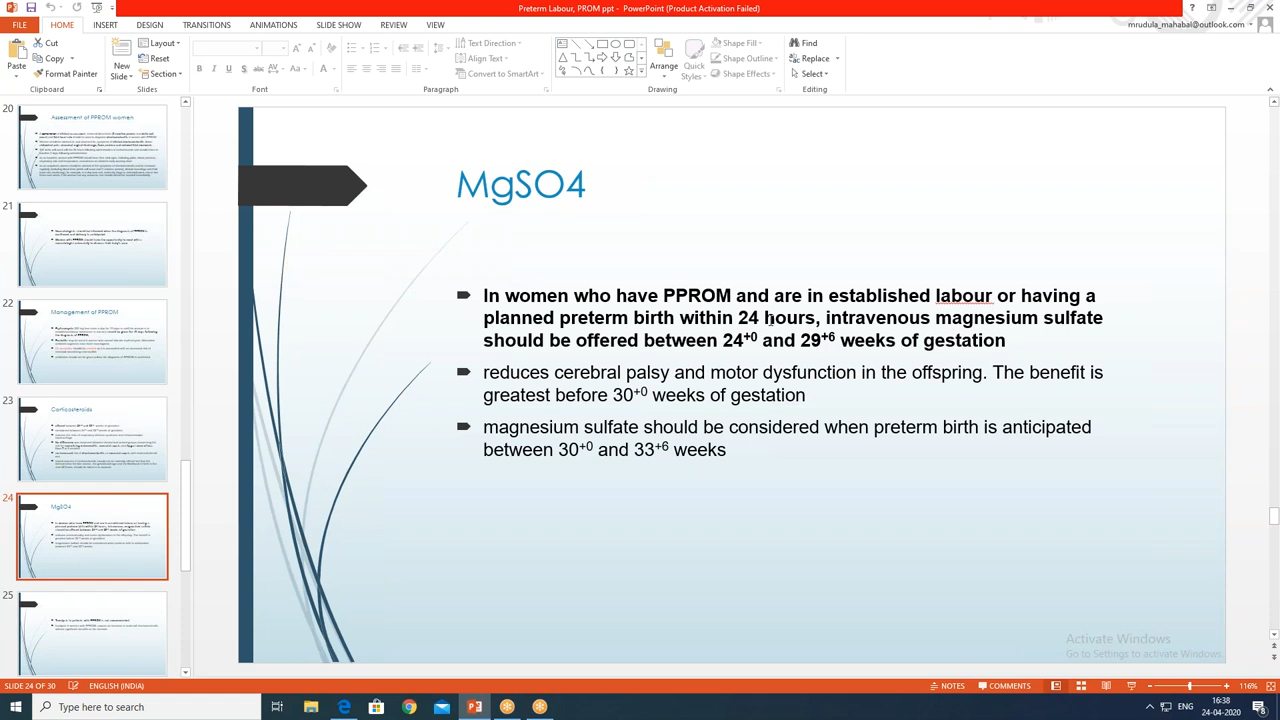 Preterm Labour, PROM ppt - PowerPoint (Product Activation Failed)
FILE HOME INSERT DESIGN TRANSITIONS ANIMATIONS SLIDE SHOW REVIEW VIEW
mrudula_mahabal@outlook.com
Paste
Cut
Copy
Format Painter
New Slide
Layout
Reset
Section
Text Direction
Align Text
Convert to SmartArt
Arrange
Quick Styles
Shape Fill
Shape Outline
Shape Effects
Find
Replace
Select
Clipboard Slides Font Paragraph Drawing Editing
20
Assessment of PPROM women
21
22
Management of PPROM
23
Corticosteroids
24
MgSO4
25
MgSO4
In women who have PPROM and are in established labour or having a
planned preterm birth within 24 hours, intravenous magnesium sulfate
should be offered between 24+0 and 29+6 weeks of gestation
reduces cerebral palsy and motor dysfunction in the offspring. The benefit is
greatest before 30+0 weeks of gestation
magnesium sulfate should be considered when preterm birth is anticipated
between 30+0 and 33+6 weeks
Activate Windows
Go to Settings to activate Windows.
SLIDE 24 OF 30 ENGLISH (INDIA) NOTES COMMENTS 116%
Type here to search
ENG
16:38
24-04-2020